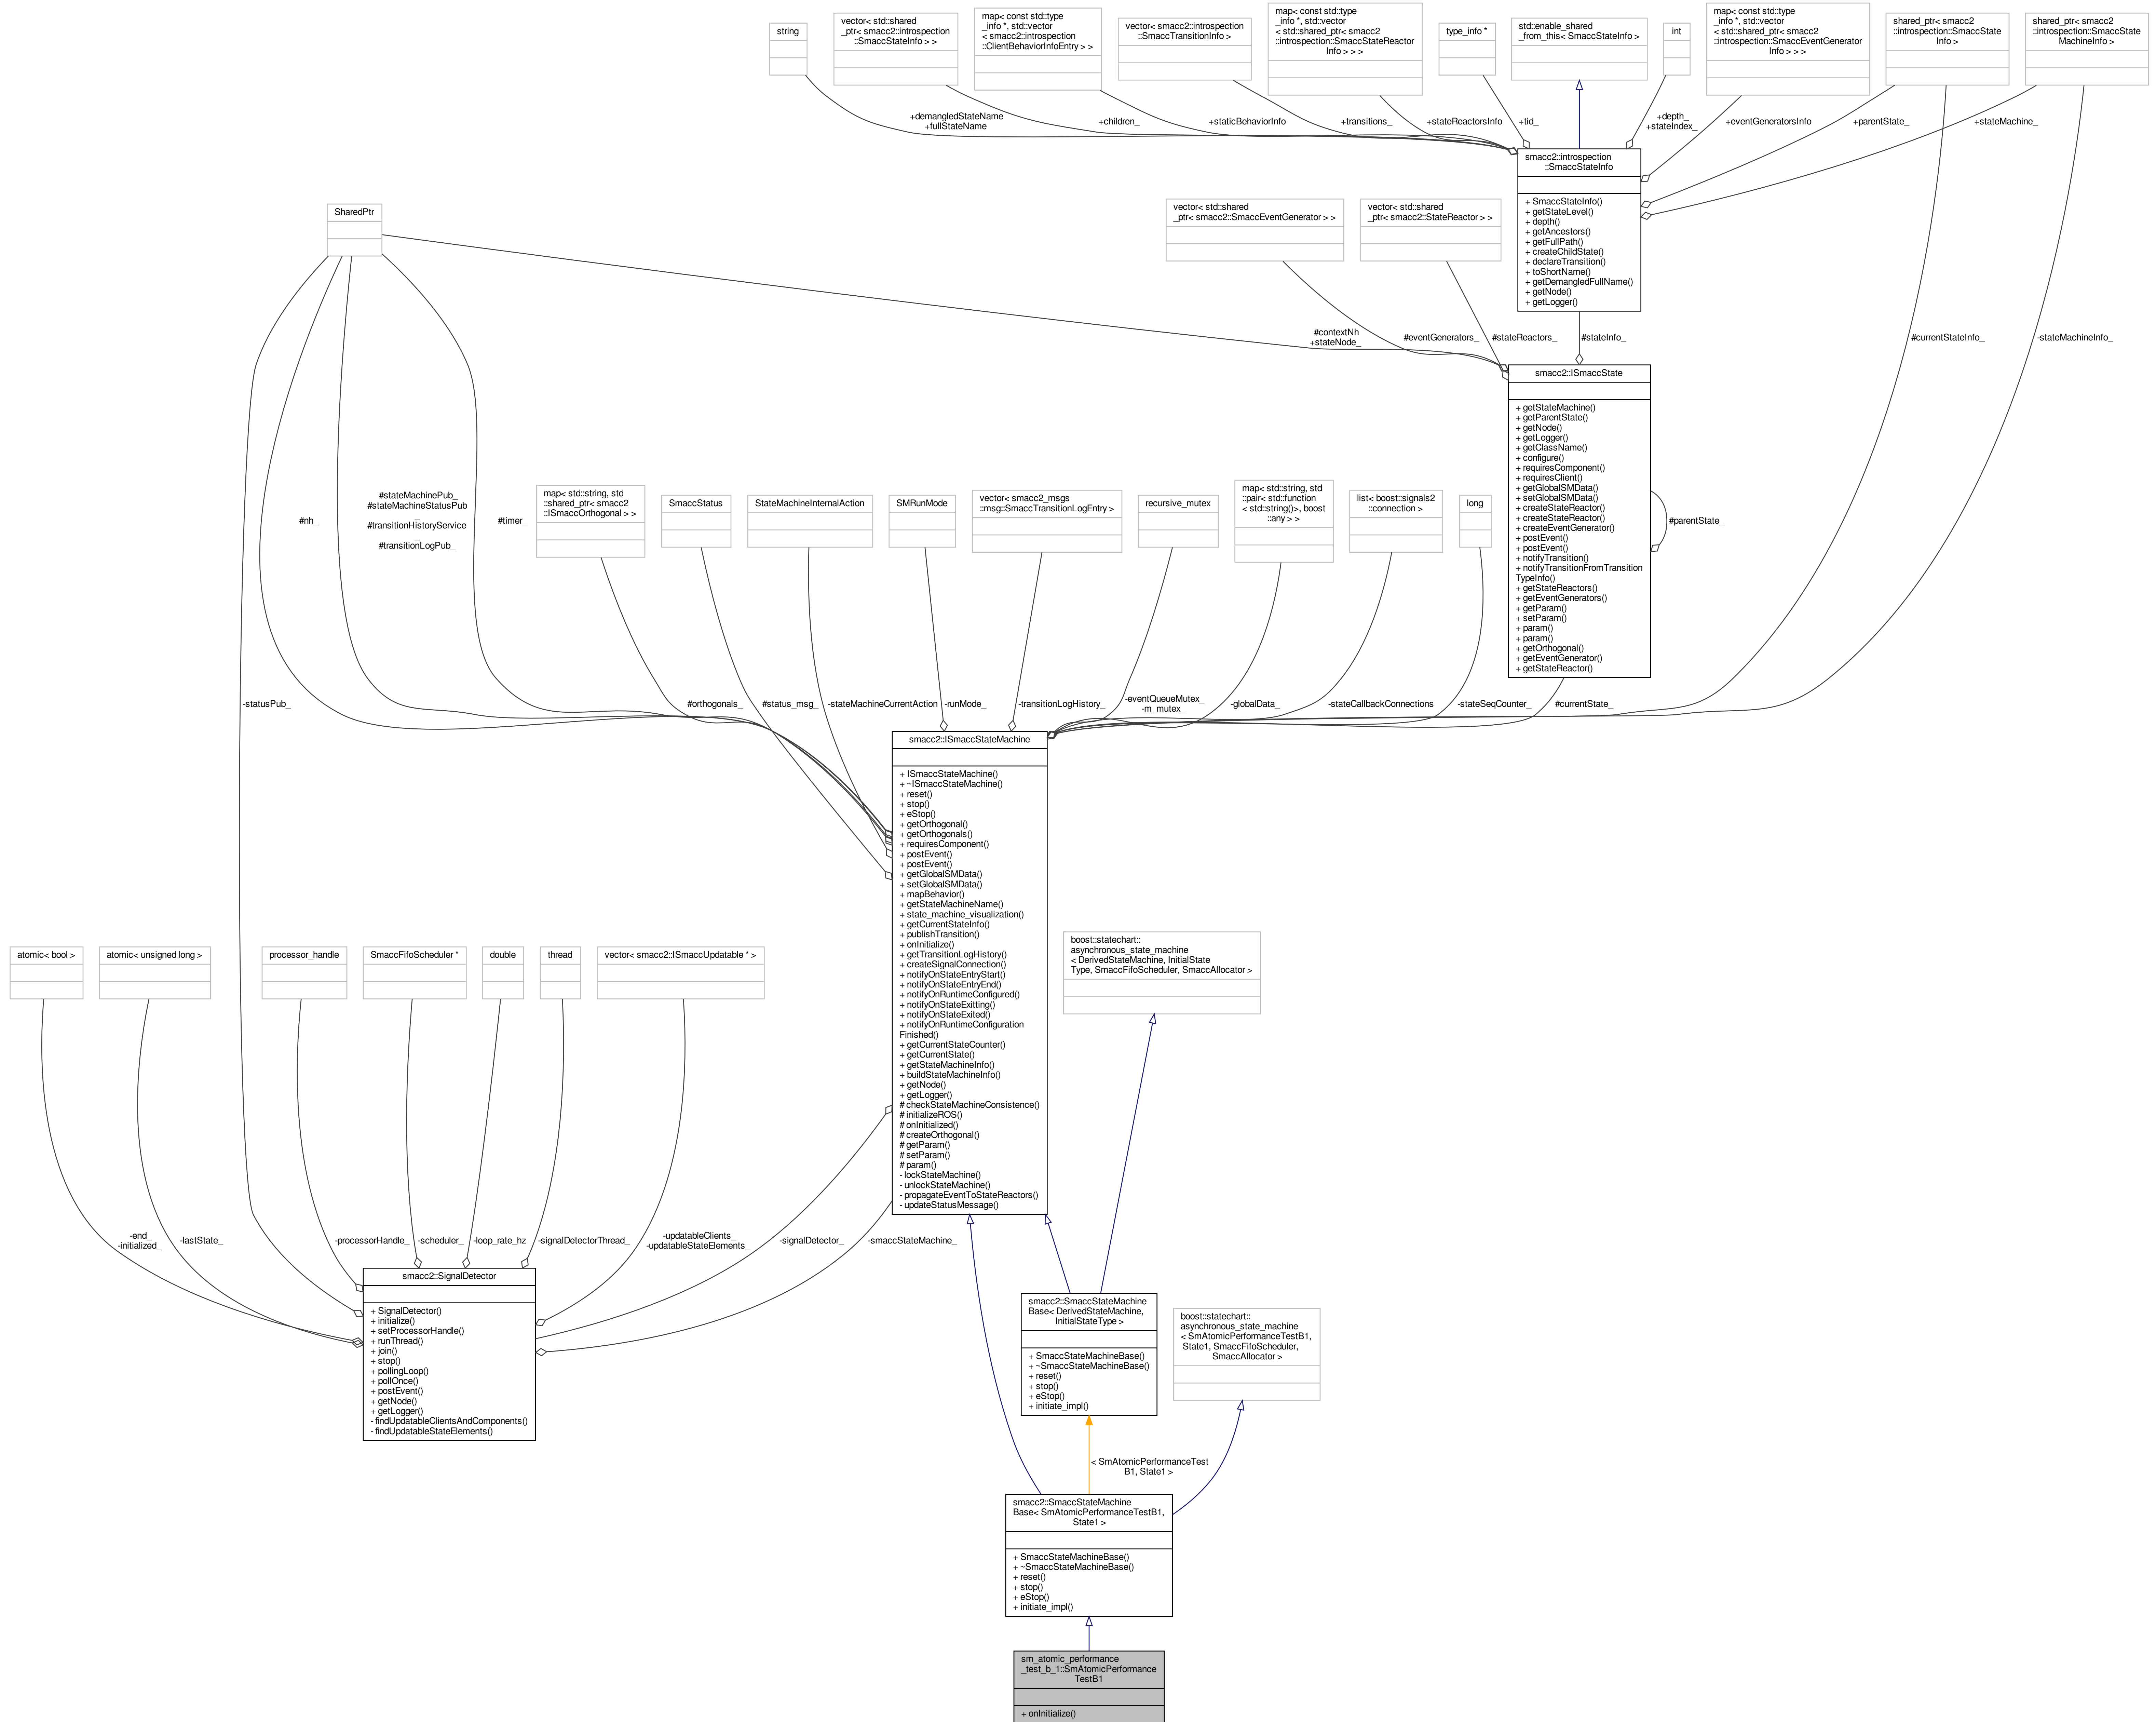 string
vector< std::shared
_ptr< smacc2::introspection
::SmaccStateInfo > >
map< const std::type
_info *, std::vector
< smacc2::introspection
::ClientBehaviorInfoEntry > >
vector< smacc2::introspection
::SmaccTransitionInfo >
map< const std::type
_info *, std::vector
< std::shared_ptr< smacc2
::introspection::SmaccStateReactor
Info > > >
type_info *
std::enable_shared
_from_this< SmaccStateInfo >
int
map< const std::type
_info *, std::vector
< std::shared_ptr< smacc2
::introspection::SmaccEventGenerator
Info > > >
shared_ptr< smacc2
::introspection::SmaccState
Info >
shared_ptr< smacc2
::introspection::SmaccState
MachineInfo >
+demangledStateName
+fullStateName
+children_
+staticBehaviorInfo
+transitions_
+stateReactorsInfo
+tid_
+depth_
+stateIndex_
+eventGeneratorsInfo
+parentState_
+stateMachine_
smacc2::introspection
::SmaccStateInfo
+ SmaccStateInfo()
+ getStateLevel()
+ depth()
+ getAncestors()
+ getFullPath()
+ createChildState()
+ declareTransition()
+ toShortName()
+ getDemangledFullName()
+ getNode()
+ getLogger()
SharedPtr
vector< std::shared
_ptr< smacc2::SmaccEventGenerator > >
vector< std::shared
_ptr< smacc2::StateReactor > >
#contextNh
+stateNode_
#eventGenerators_
#stateReactors_
#stateInfo_
#currentStateInfo_
-stateMachineInfo_
smacc2::ISmaccState
+ getStateMachine()
+ getParentState()
+ getNode()
+ getLogger()
+ getClassName()
+ configure()
+ requiresComponent()
+ requiresClient()
+ getGlobalSMData()
+ setGlobalSMData()
+ createStateReactor()
+ createStateReactor()
+ createEventGenerator()
+ postEvent()
+ postEvent()
+ notifyTransition()
+ notifyTransitionFromTransition
TypeInfo()
+ getStateReactors()
+ getEventGenerators()
+ getParam()
+ setParam()
+ param()
+ param()
+ getOrthogonal()
+ getEventGenerator()
+ getStateReactor()
#parentState_
#nh_
#stateMachinePub_
#stateMachineStatusPub
_
#transitionHistoryService
_
#transitionLogPub_
#timer_
map< std::string, std
::shared_ptr< smacc2
::ISmaccOrthogonal > >
SmaccStatus
StateMachineInternalAction
SMRunMode
vector< smacc2_msgs
::msg::SmaccTransitionLogEntry >
recursive_mutex
map< std::string, std
::pair< std::function
< std::string()>, boost
::any > >
list< boost::signals2
::connection >
long
-statusPub_
#orthogonals_
#status_msg_
-stateMachineCurrentAction
-runMode_
-transitionLogHistory_
-eventQueueMutex_
-m_mutex_
-globalData_
-stateCallbackConnections
-stateSeqCounter_
#currentState_
smacc2::ISmaccStateMachine
+ ISmaccStateMachine()
+ ~ISmaccStateMachine()
+ reset()
+ stop()
+ eStop()
+ getOrthogonal()
+ getOrthogonals()
+ requiresComponent()
+ postEvent()
+ postEvent()
+ getGlobalSMData()
+ setGlobalSMData()
+ mapBehavior()
+ getStateMachineName()
+ state_machine_visualization()
+ getCurrentStateInfo()
+ publishTransition()
+ onInitialize()
+ getTransitionLogHistory()
+ createSignalConnection()
+ notifyOnStateEntryStart()
+ notifyOnStateEntryEnd()
+ notifyOnRuntimeConfigured()
+ notifyOnStateExitting()
+ notifyOnStateExited()
+ notifyOnRuntimeConfiguration
Finished()
+ getCurrentStateCounter()
+ getCurrentState()
+ getStateMachineInfo()
+ buildStateMachineInfo()
+ getNode()
+ getLogger()
# checkStateMachineConsistence()
# initializeROS()
# onInitialized()
# createOrthogonal()
# getParam()
# setParam()
# param()
- lockStateMachine()
- unlockStateMachine()
- propagateEventToStateReactors()
- updateStatusMessage()
atomic< bool >
atomic< unsigned long >
processor_handle
SmaccFifoScheduler *
double
thread
vector< smacc2::ISmaccUpdatable * >
boost::statechart::
asynchronous_state_machine
< DerivedStateMachine, InitialState
Type, SmaccFifoScheduler, SmaccAllocator >
-end_
-initialized_
-lastState_
-processorHandle_
-scheduler_
-loop_rate_hz
-signalDetectorThread_
-updatableClients_
-updatableStateElements_
-signalDetector_
-smaccStateMachine_
smacc2::SignalDetector
+ SignalDetector()
+ initialize()
+ setProcessorHandle()
+ runThread()
+ join()
+ stop()
+ pollingLoop()
+ pollOnce()
+ postEvent()
+ getNode()
+ getLogger()
- findUpdatableClientsAndComponents()
- findUpdatableStateElements()
smacc2::SmaccStateMachine
Base< DerivedStateMachine,
InitialStateType >
+ SmaccStateMachineBase()
+ ~SmaccStateMachineBase()
+ reset()
+ stop()
+ eStop()
+ initiate_impl()
boost::statechart::
asynchronous_state_machine
< SmAtomicPerformanceTestB1,
State1, SmaccFifoScheduler,
SmaccAllocator >
< SmAtomicPerformanceTest
B1, State1 >
smacc2::SmaccStateMachine
Base< SmAtomicPerformanceTestB1,
State1 >
+ SmaccStateMachineBase()
+ ~SmaccStateMachineBase()
+ reset()
+ stop()
+ eStop()
+ initiate_impl()
sm_atomic_performance
_test_b_1::SmAtomicPerformance
TestB1
+ onInitialize()